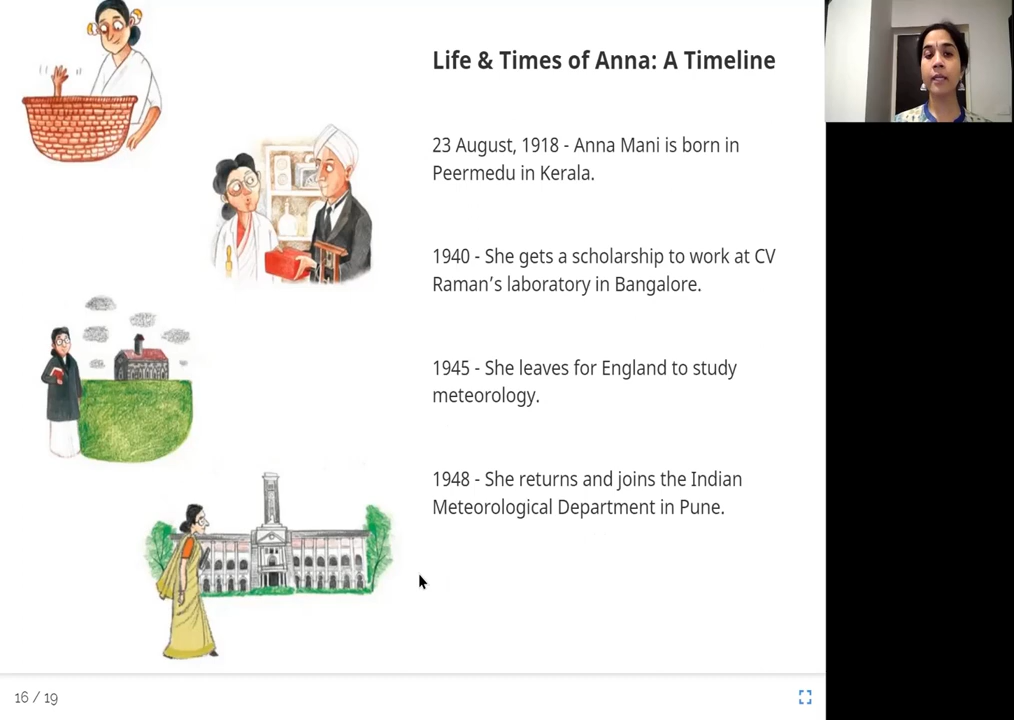 Life & Times of Anna: A Timeline
23 August, 1918 - Anna Mani is born in
Peermedu in Kerala.
1940 - She gets a scholarship to work at CV
Raman’s laboratory in Bangalore.
1945 - She leaves for England to study
meteorology.
1948 - She returns and joins the Indian
Meteorological Department in Pune.
16 / 19